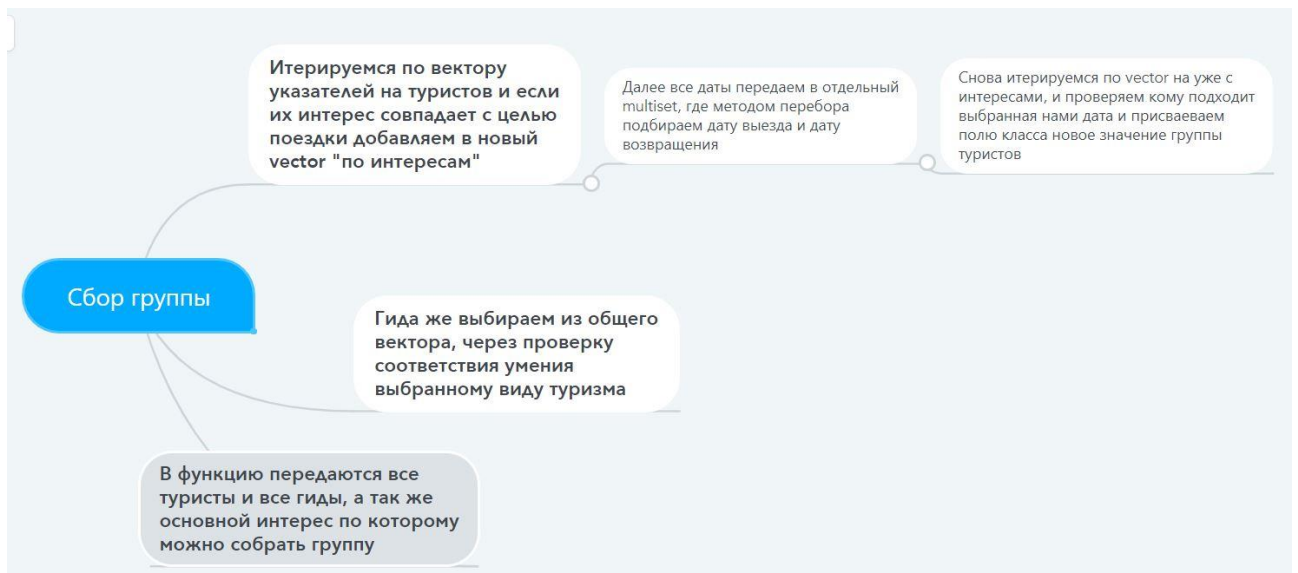 Итерируемся по вектору
указателей на туристов и если
их интерес совпадает с целью
поездки добавляем в новый
vector "по интересам"
Далее все даты передаем в отдельный
multiset, где методом перебора
подбираем дату выезда и дату
возвращения
Снова итерируемся по vector на уже с
интересами, и проверяем кому подходит
выбранная нами дата и присваеваем
полю класса новое значение группы
туристов
Сбор группы
Гида же выбираем из общего
вектора, через проверку
соответствия умения
выбранному виду туризма
В функцию передаются все
туристы и все гиды, а так же
основной интерес по которому
можно собрать группу